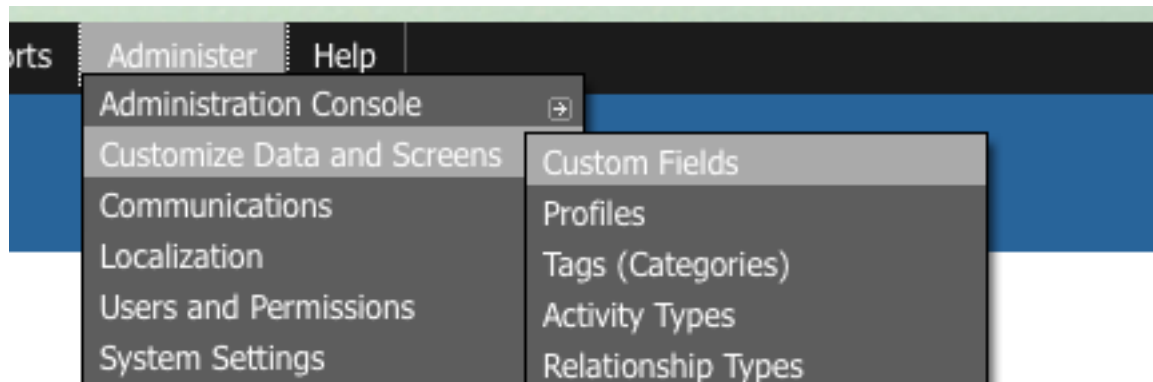 Administer Help
Administration Console
Customize Data and Screens
Communications
Localization
Users and Permissions
System Settings
Custom Fields
Profiles
Tags (Categories)
Activity Types
Relationship Types